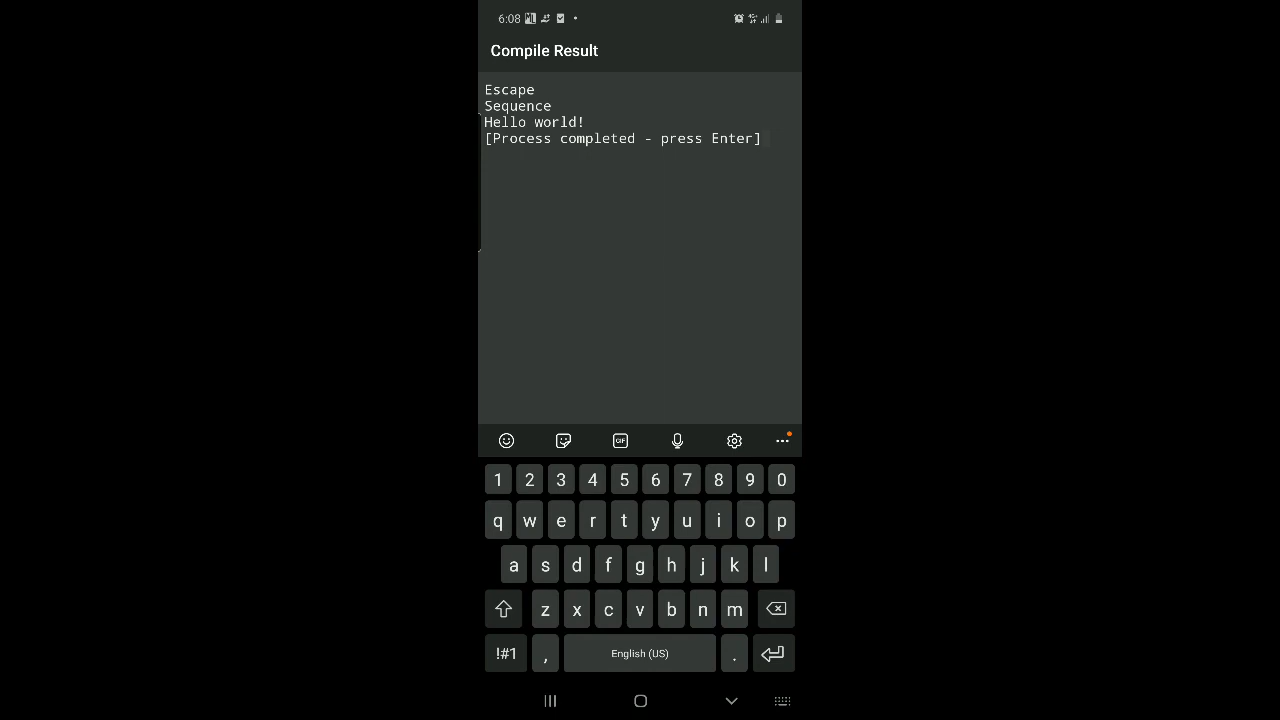 6:08
Compile Result
Escape
Sequence
Hello world!
[Process completed - press Enter]
GIF
1 2 3 4 5 6 7 8 9 0
q w e r t y u i o p
a s d f g h j k l
z x c v b n m
!#1 , English (US) .